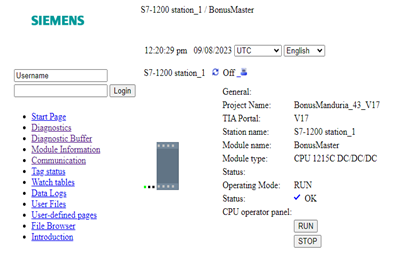 S7-1200 station_1 / BonusMaster
SIEMENS
12:20:29 pm 09/08/2023 UTC English
Username
Login
S7-1200 station_1 Off
General:
Project Name: BonusManduria_43_V17
TIA Portal: V17
Station name: S7-1200 station_1
Module name: BonusMaster
Module type: CPU 1215C DC/DC/DC
Status:
Operating Mode: RUN
Status: OK
CPU operator panel:
RUN
STOP
Start Page
Diagnostics
Diagnostic Buffer
Module Information
Communication
Tag status
Watch tables
Data Logs
User Files
User-defined pages
File Browser
Introduction